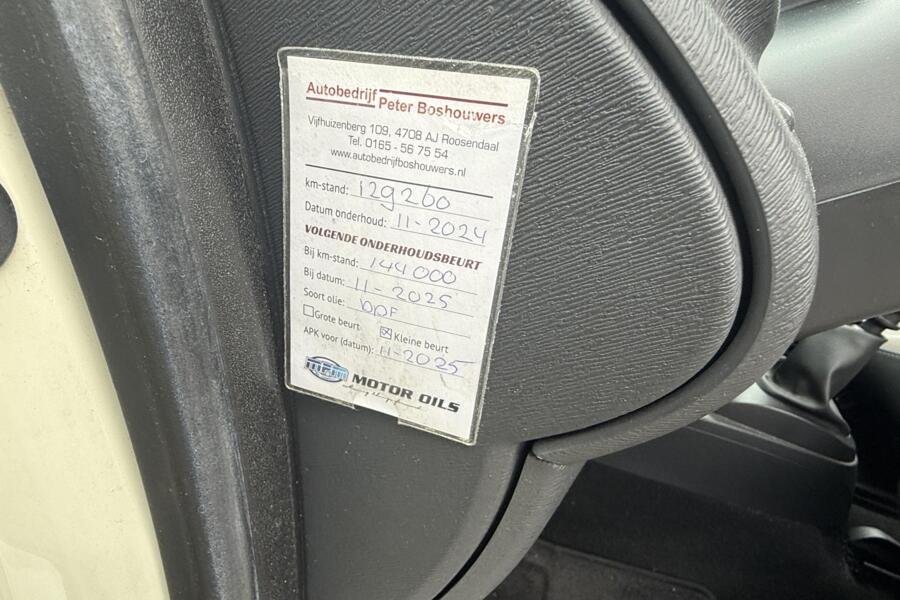 Autobedrijf
Peter Boshouwers
Vijfhuizenberg 109, 4708 AJ Roosendaal
Tel. 0165 - 56 75 54
www.autobedrijfboshouwers.nl
km-stand: 129260
Datum onderhoud: 11-2024
VOLGENDE ONDERHOUDSBEURT
Bij km-stand: 144000
Bij datum: 11-2025
Soort olie: DPF
Grote beurt Kleine beurt
APK voor (datum): 11-2025
MOTOR OILS